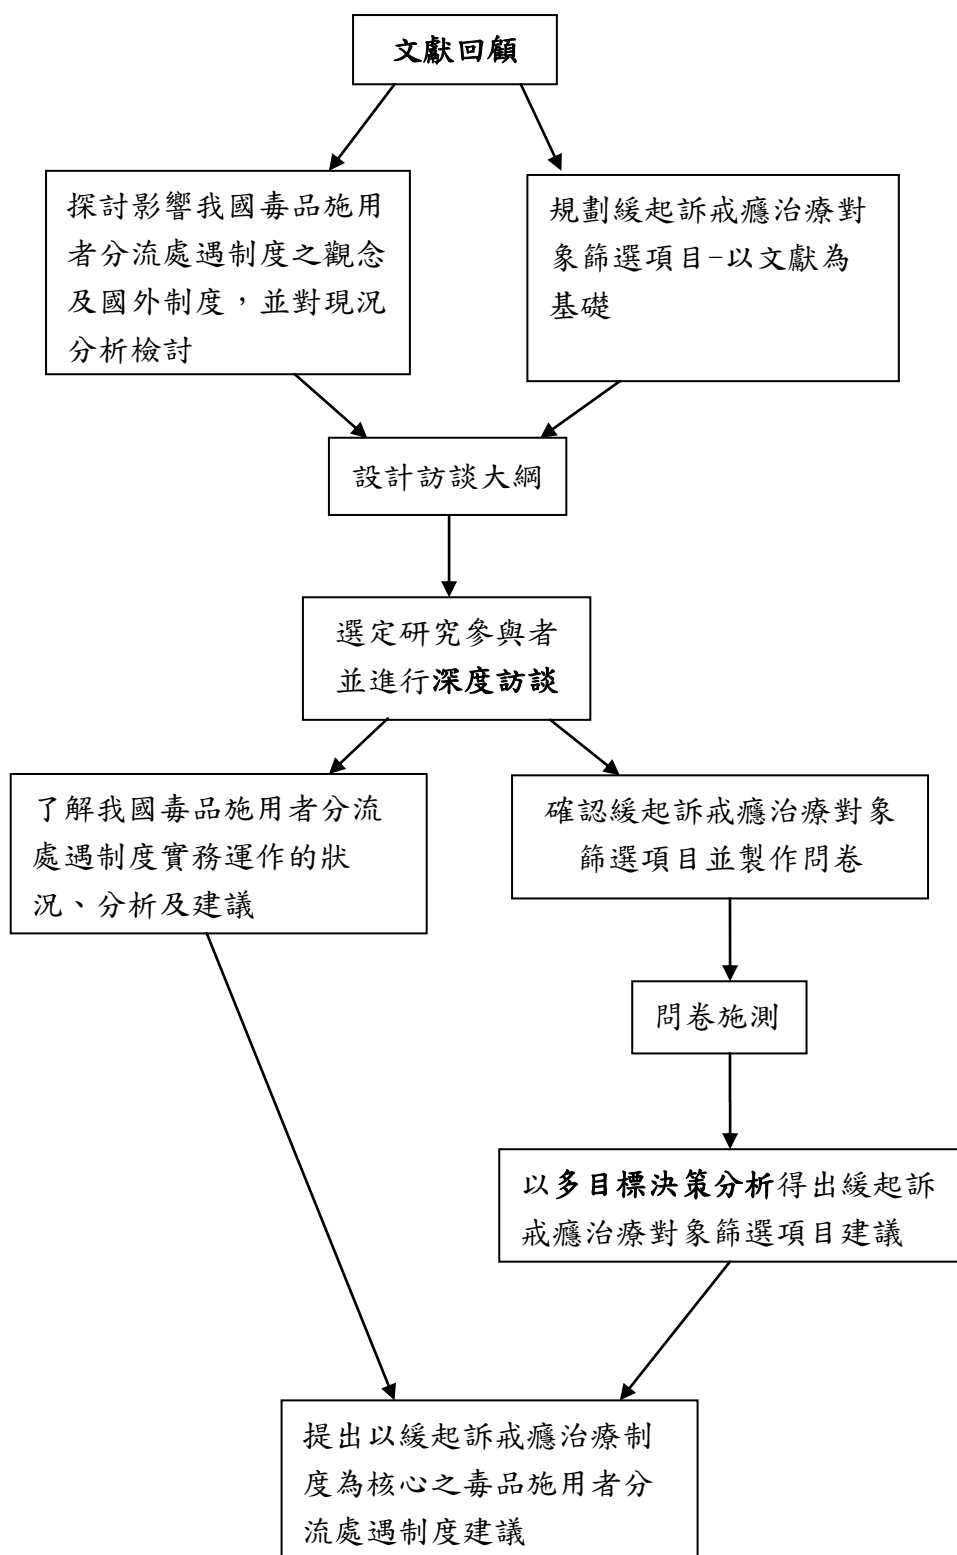 文獻回顧
探討影響我國毒品施用
者分流處遇制度之觀念
及國外制度，並對現況
分析檢討
規劃緩起訴戒癮治療對
象篩選項目-以文獻為
基礎
設計訪談大綱
選定研究參與者
並進行深度訪談
了解我國毒品施用者分流
處遇制度實務運作的狀
況、分析及建議
確認緩起訴戒癮治療對象
篩選項目並製作問卷
問卷施測
以多目標決策分析得出緩起訴
戒癮治療對象篩選項目建議
提出以緩起訴戒癮治療制
度為核心之毒品施用者分
流處遇制度建議